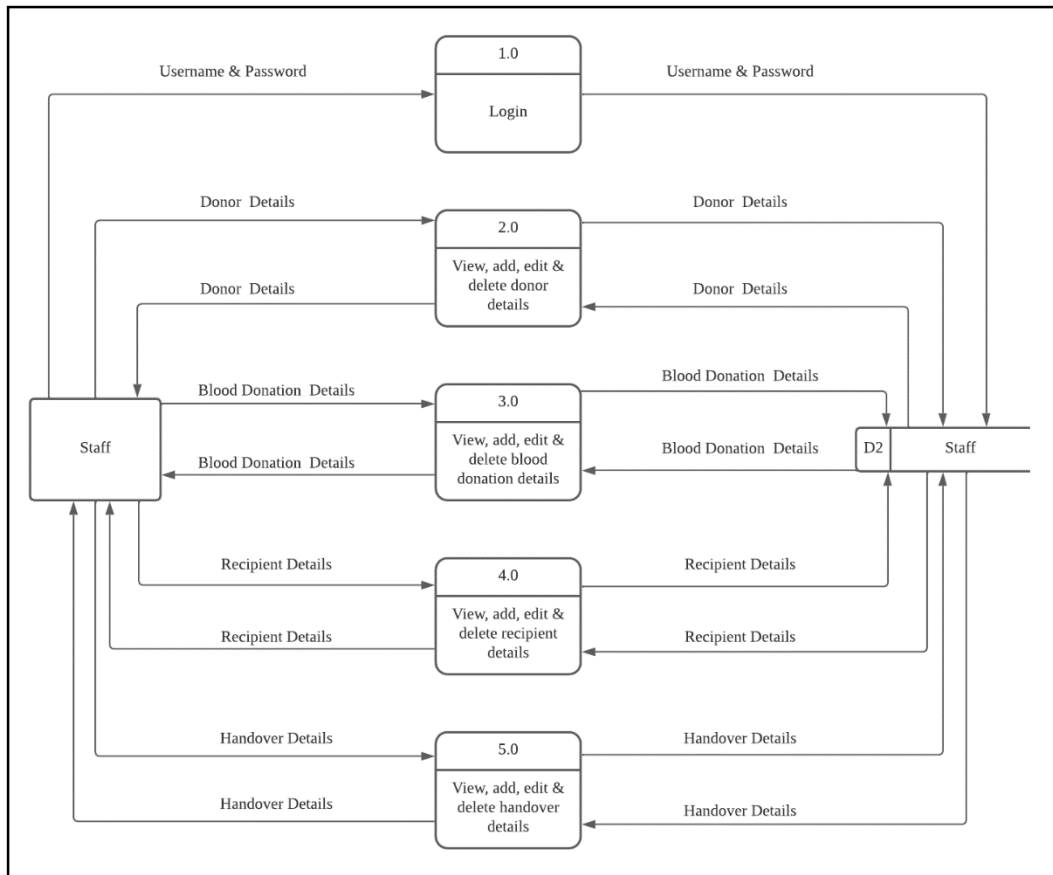 1.0
Username & Password
Username & Password
Login
Donor Details
Donor Details
2.0
View, add, edit &
delete donor
details
Donor Details
Donor Details
Blood Donation Details
Blood Donation Details
3.0
View, add, edit &
delete blood
donation details
Staff
D2
Staff
Blood Donation Details
Blood Donation Details
Recipient Details
Recipient Details
4.0
View, add, edit &
delete recipient
details
Recipient Details
Recipient Details
Handover Details
Handover Details
5.0
View, add, edit &
delete handover
details
Handover Details
Handover Details